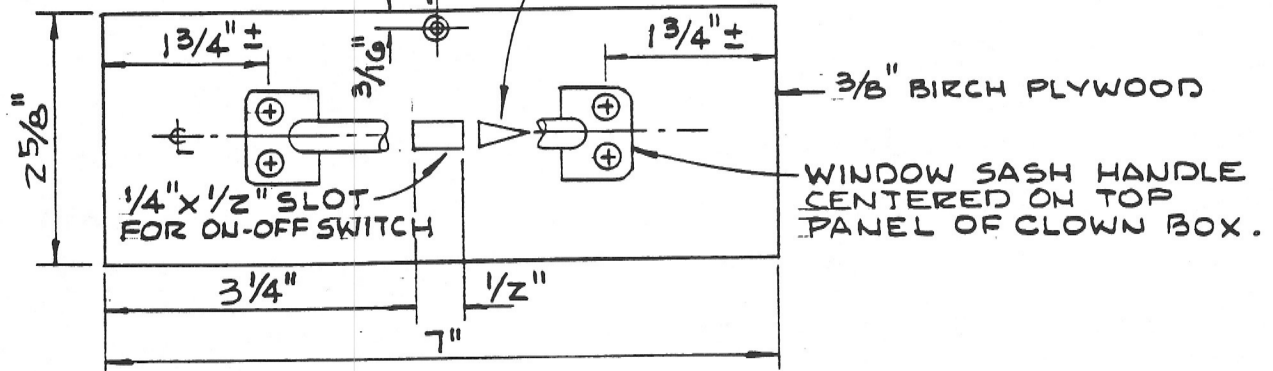 1 3/4" ±
3/16"
1 3/4" ±
3/8" BIRCH PLYWOOD
2 5/8"
℄
1/4" x 1/2" SLOT
FOR ON-OFF SWITCH
WINDOW SASH HANDLE
CENTERED ON TOP
PANEL OF CLOWN BOX.
3 1/4"
1/2"
7"